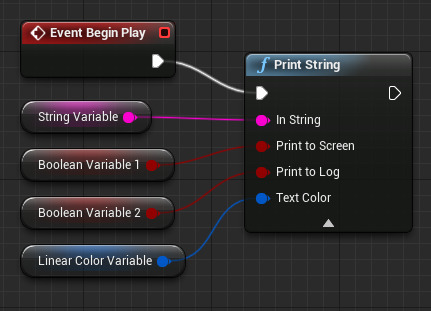 Event Begin Play
Print String
String Variable
In String
Boolean Variable 1
Print to Screen
Boolean Variable 2
Print to Log
Linear Color Variable
Text Color